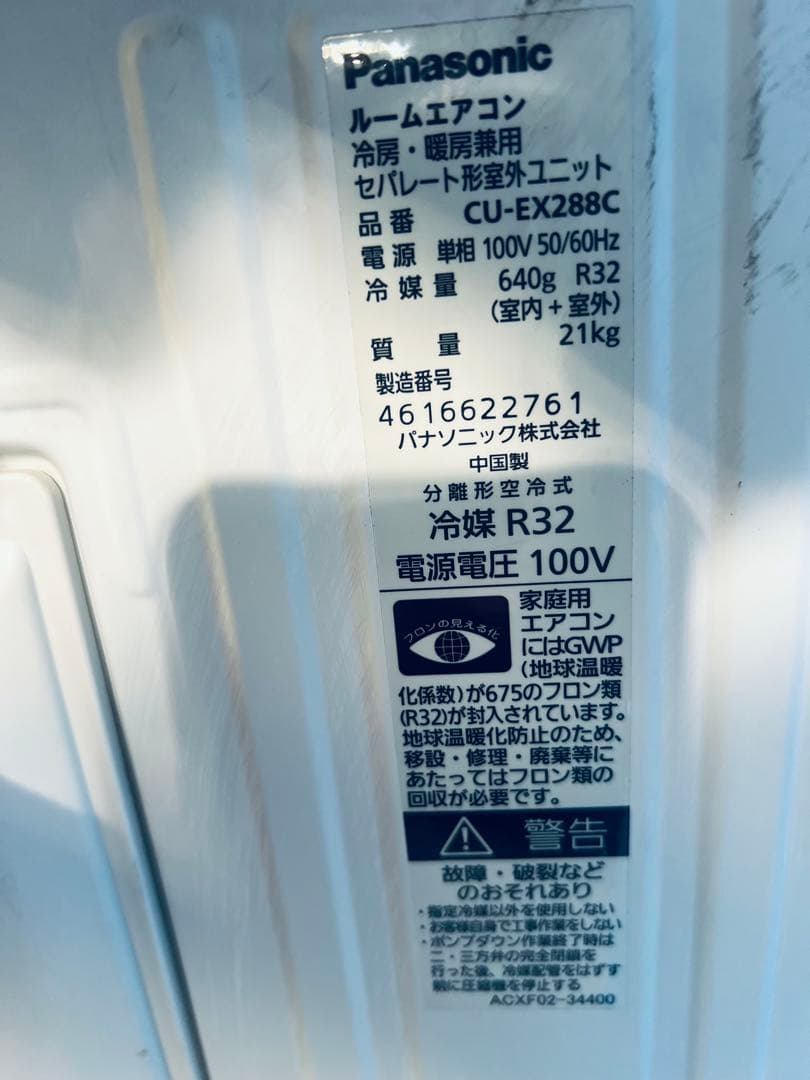 Panasonic
ルームエアコン
冷房・暖房兼用
セパレート形室外ユニット
品番 CU-EX288C
電源 単相 100V 50/60Hz
冷媒量 640g R32
(室内+室外)
質量 21kg
製造番号
4616622761
パナソニック株式会社
中国製
分離形空冷式
冷媒 R32
電源電圧 100V
フロンの見える化
家庭用
エアコン
にはGWP
(地球温暖
化係数)が675のフロン類
(R32)が封入されています。
地球温暖化防止のため、
移設・修理・廃棄等に
あたってはフロン類の
回収が必要です。
警告
故障・破裂など
のおそれあり
・指定冷媒以外を使用しない
・お客様自身で工事作業をしない
・ポンプダウン作業終了時は
二・三方弁の完全閉鎖を
行った後、冷媒配管をはずす
前に圧縮機を停止する
ACXF02-34400